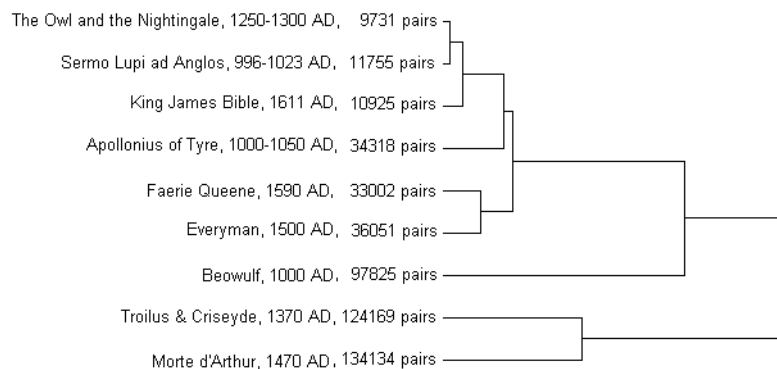 The Owl and the Nightingale, 1250-1300 AD, 9731 pairs
Sermo Lupi ad Anglos, 996-1023 AD, 11755 pairs
King James Bible, 1611 AD, 10925 pairs
Apollonius of Tyre, 1000-1050 AD, 34318 pairs
Faerie Queene, 1590 AD, 33002 pairs
Everyman, 1500 AD, 36051 pairs
Beowulf, 1000 AD, 97825 pairs
Troilus & Criseyde, 1370 AD, 124169 pairs
Morte d'Arthur, 1470 AD, 134134 pairs